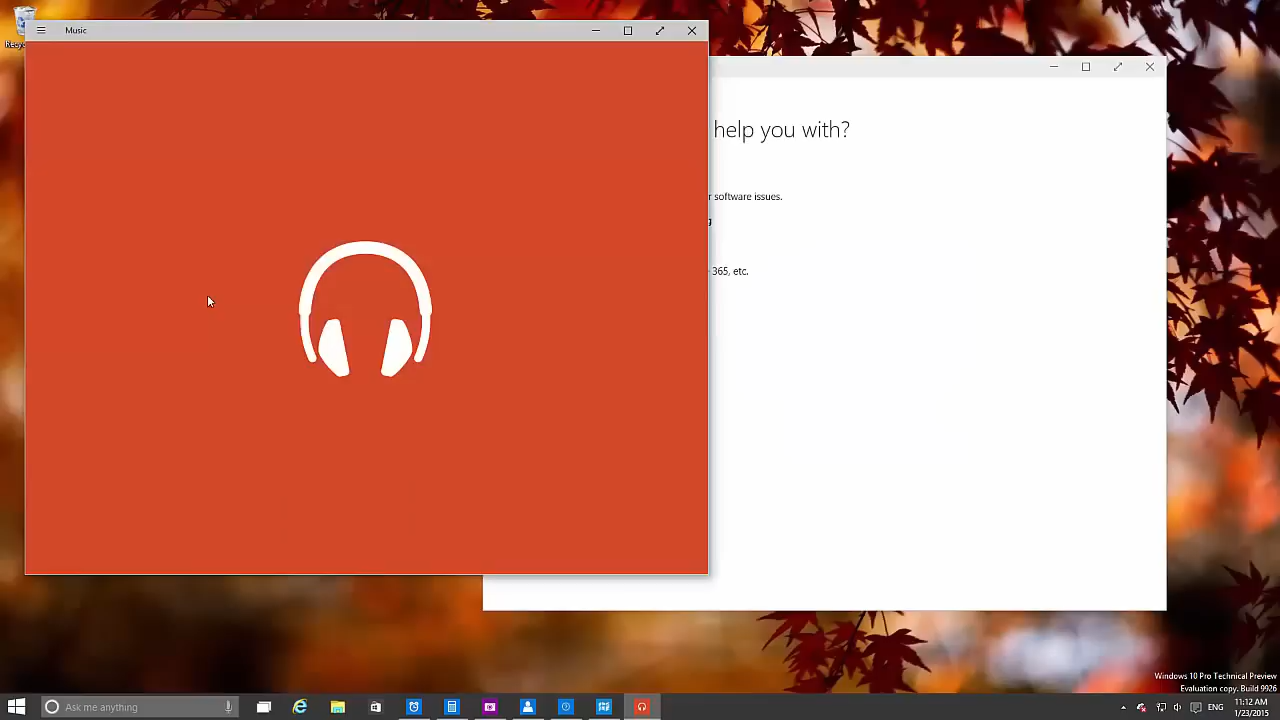 Music
help you with?
software issues.
365, etc.
Windows 10 Pro Technical Preview
Evaluation copy. Build 9926
Ask me anything
ENG
11:12 AM
1/23/2015